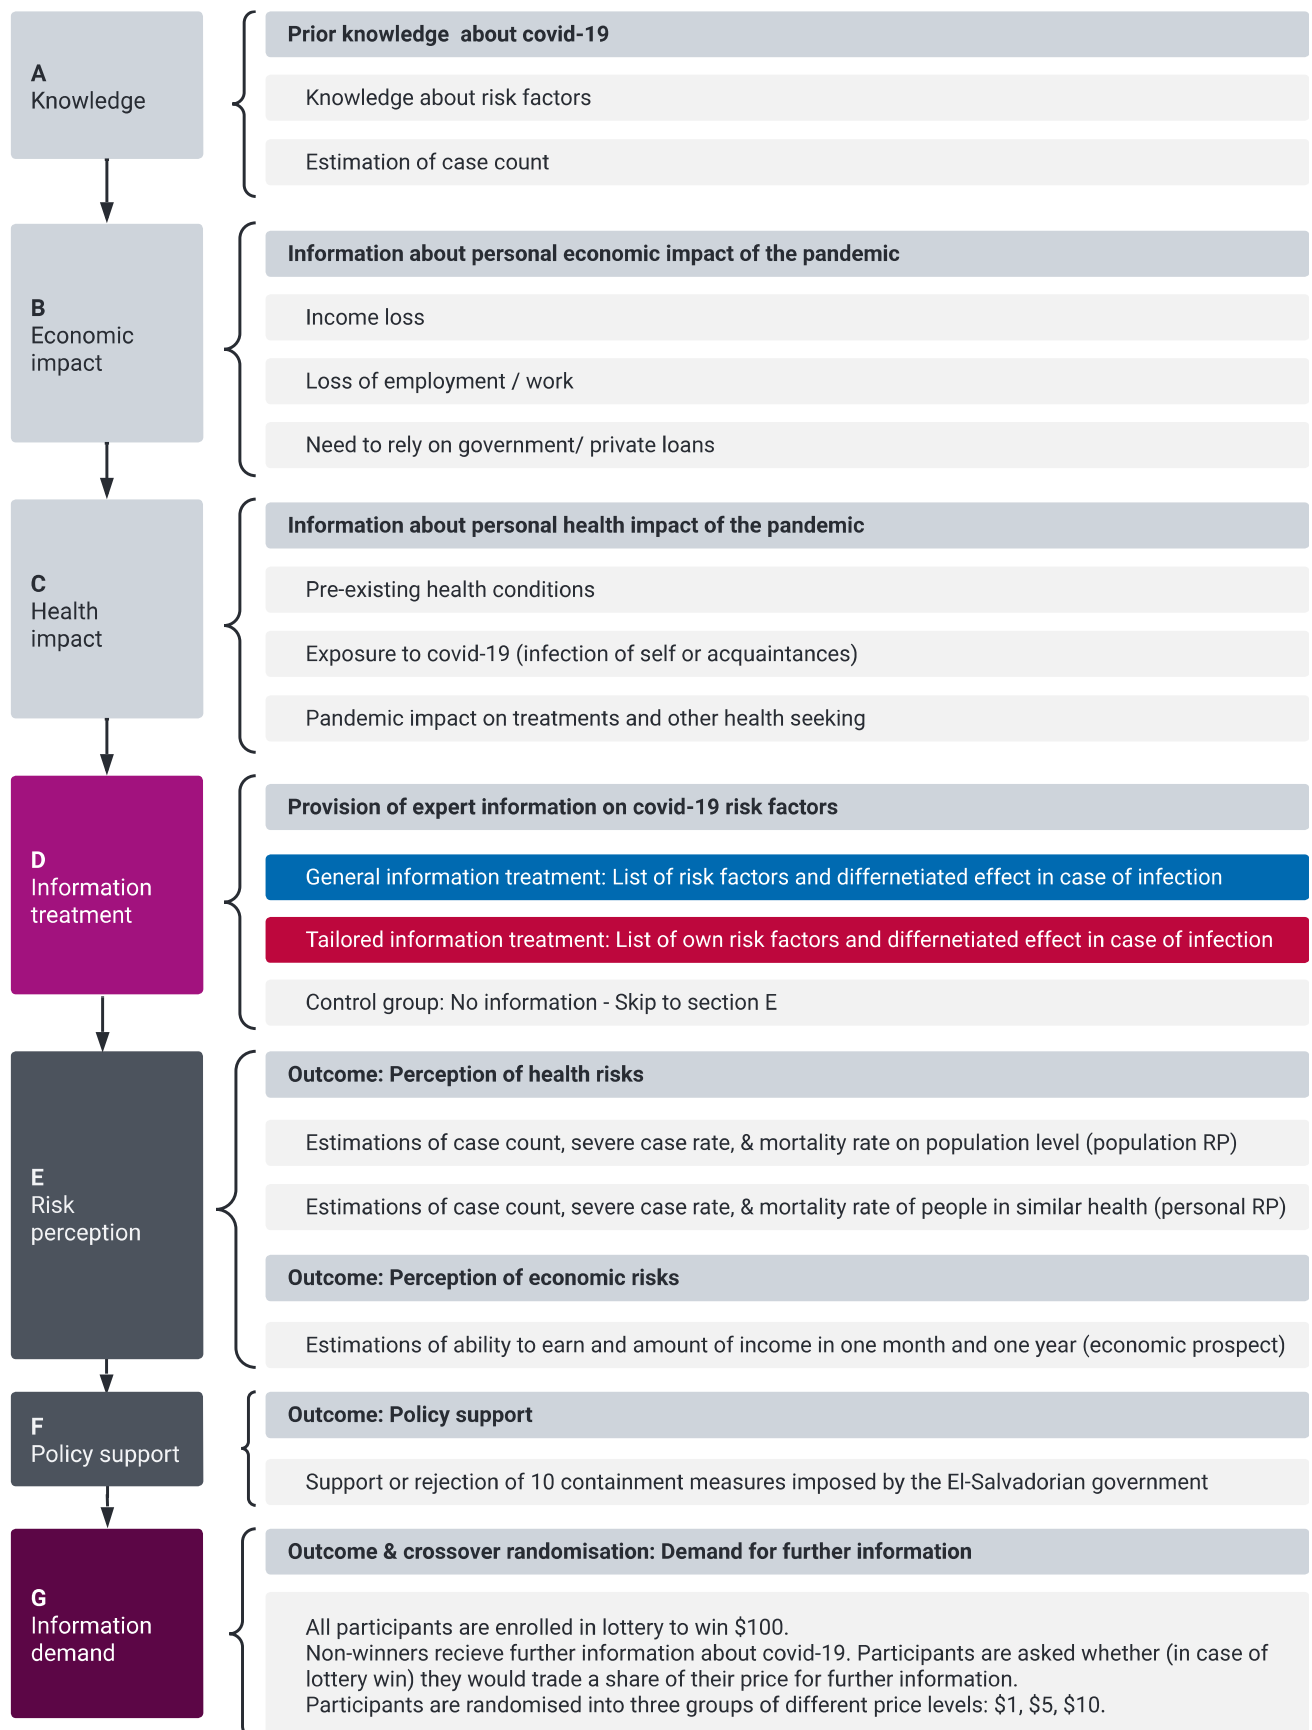 A
Knowledge
Prior knowledge about covid-19
Knowledge about risk factors
Estimation of case count
B
Economic
impact
Information about personal economic impact of the pandemic
Income loss
Loss of employment / work
Need to rely on government/ private loans
C
Health
impact
Information about personal health impact of the pandemic
Pre-existing health conditions
Exposure to covid-19 (infection of self or acquaintances)
Pandemic impact on treatments and other health seeking
D
Information
treatment
Provision of expert information on covid-19 risk factors
General information treatment: List of risk factors and differnetiated effect in case of infection
Tailored information treatment: List of own risk factors and differnetiated effect in case of infection
Control group: No information - Skip to section E
E
Risk
perception
Outcome: Perception of health risks
Estimations of case count, severe case rate, & mortality rate on population level (population RP)
Estimations of case count, severe case rate, & mortality rate of people in similar health (personal RP)
Outcome: Perception of economic risks
Estimations of ability to earn and amount of income in one month and one year (economic prospect)
F
Policy support
Outcome: Policy support
Support or rejection of 10 containment measures imposed by the El-Salvadorian government
G
Information
demand
Outcome & crossover randomisation: Demand for further information
All participants are enrolled in lottery to win $100.
Non-winners recieve further information about covid-19. Participants are asked whether (in case of
lottery win) they would trade a share of their price for further information.
Participants are randomised into three groups of different price levels: $1, $5, $10.